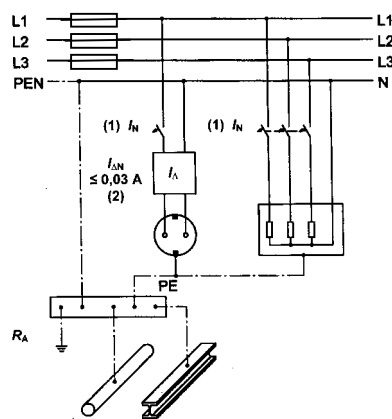 L1 L1
L2 L2
L3 L3
PEN N
(1) IN (1) IN
IΔN
≤ 0,03 A
(2)
IΔ
PE
RA